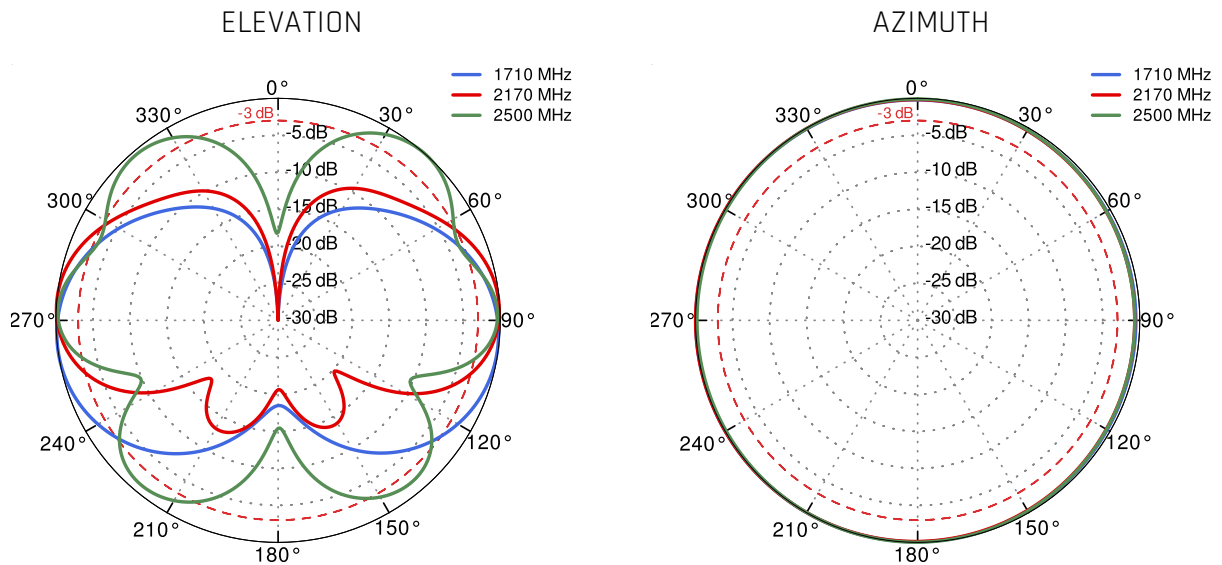 ELEVATION
1710 MHz
2170 MHz
2500 MHz
0°
330°
-3 dB
30°
-5 dB
-10 dB
300°
-15 dB
60°
-20 dB
-25 dB
270°
-30 dB
90°
240°
120°
210°
150°
180°
AZIMUTH
1710 MHz
2170 MHz
2500 MHz
0°
330°
-3 dB
30°
-5 dB
-10 dB
300°
-15 dB
60°
-20 dB
-25 dB
270°
-30 dB
90°
240°
120°
210°
150°
180°